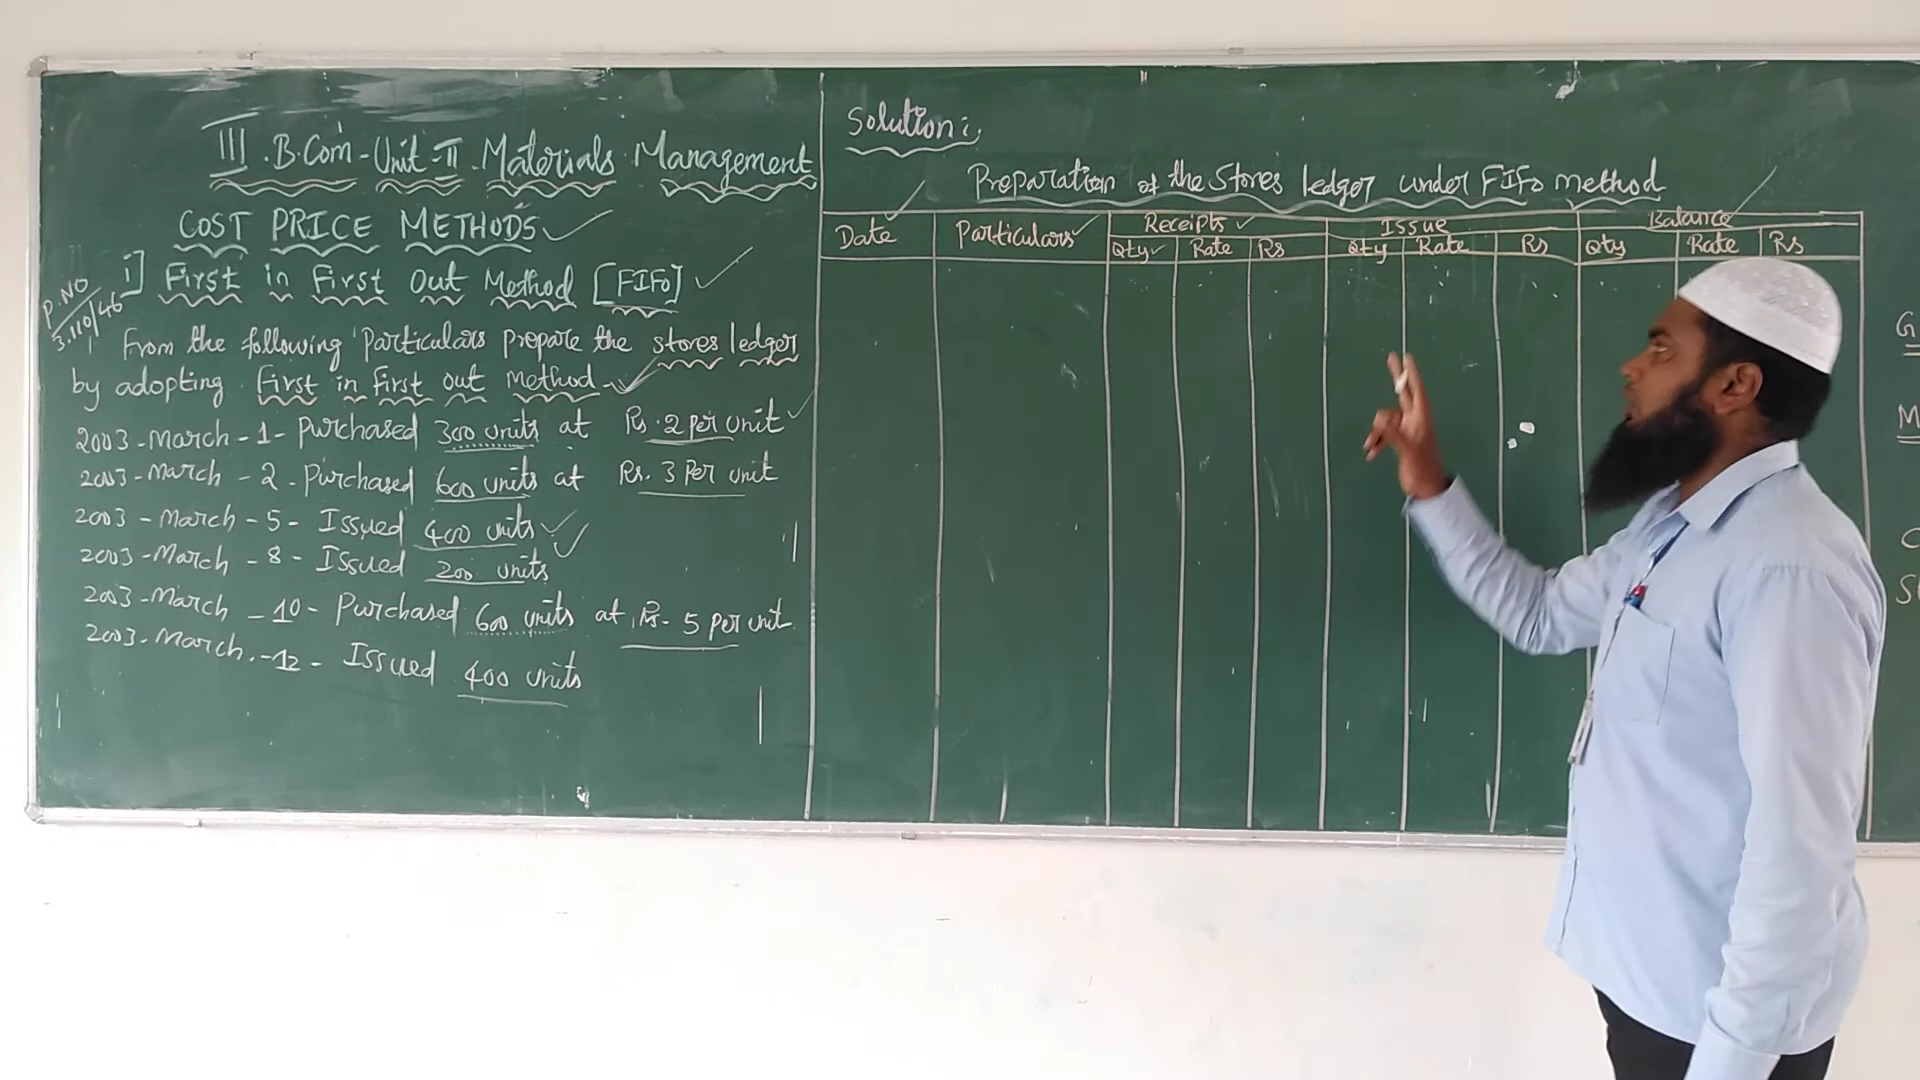 III. B.Com - Unit-II. Materials Management
COST PRICE METHODS
i] First in First Out Method [FIFO]
P.NO
3.110/46
1 From the following Particulars prepare the stores ledger
by adopting First in First out Method
2003 - March - 1 - Purchased 300 units at Rs. 2 per unit
2003 - March - 2 - Purchased 600 units at Rs. 3 Per unit
2003 - March - 5 - Issued 400 units
2003 - March - 8 - Issued 200 units
2003 - March - 10 - Purchased 600 units at Rs. 5 per unit.
2003 - March. - 12 - Issued 400 units
Solution:
Preparation of the Stores ledger under FIFO method
Date Particulars Receipts Issue Balance
Qty Rate Rs Qty Rate Rs Qty Rate Rs